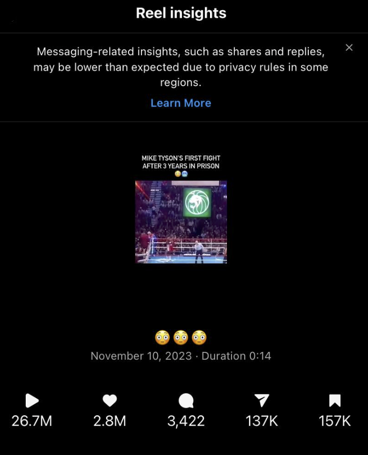 Reel insights
Messaging-related insights, such as shares and replies,
may be lower than expected due to privacy rules in some
regions.
Learn More
MIKE TYSON'S FIRST FIGHT
AFTER 3 YEARS IN PRISON
😳🥶
😳😳😳
November 10, 2023 · Duration 0:14
26.7M 2.8M 3,422 137K 157K